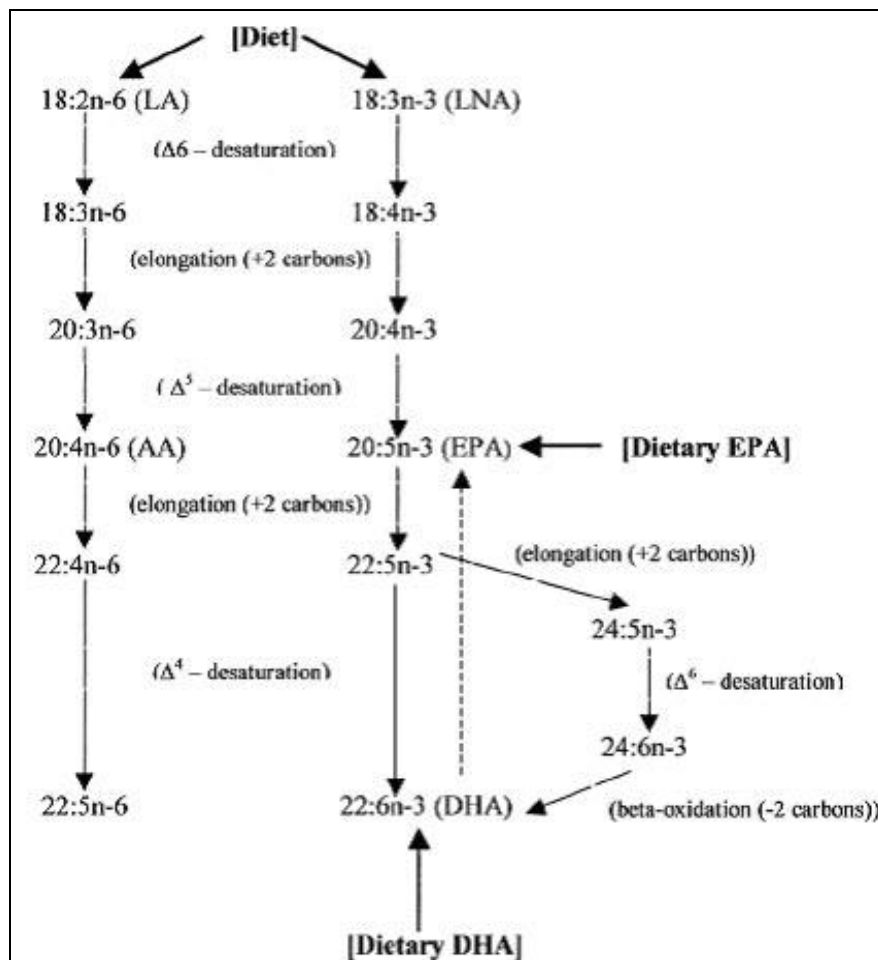 [Diet]
18:2n-6 (LA) 18:3n-3 (LNA)
(Δ6 – desaturation)
18:3n-6 18:4n-3
(elongation (+2 carbons))
20:3n-6 20:4n-3
(Δ⁵ – desaturation)
20:4n-6 (AA) 20:5n-3 (EPA) [Dietary EPA]
(elongation (+2 carbons))
(elongation (+2 carbons))
22:4n-6 22:5n-3
24:5n-3
(Δ⁴ – desaturation) (Δ⁶ – desaturation)
24:6n-3
22:5n-6 22:6n-3 (DHA) (beta-oxidation (-2 carbons))
[Dietary DHA]